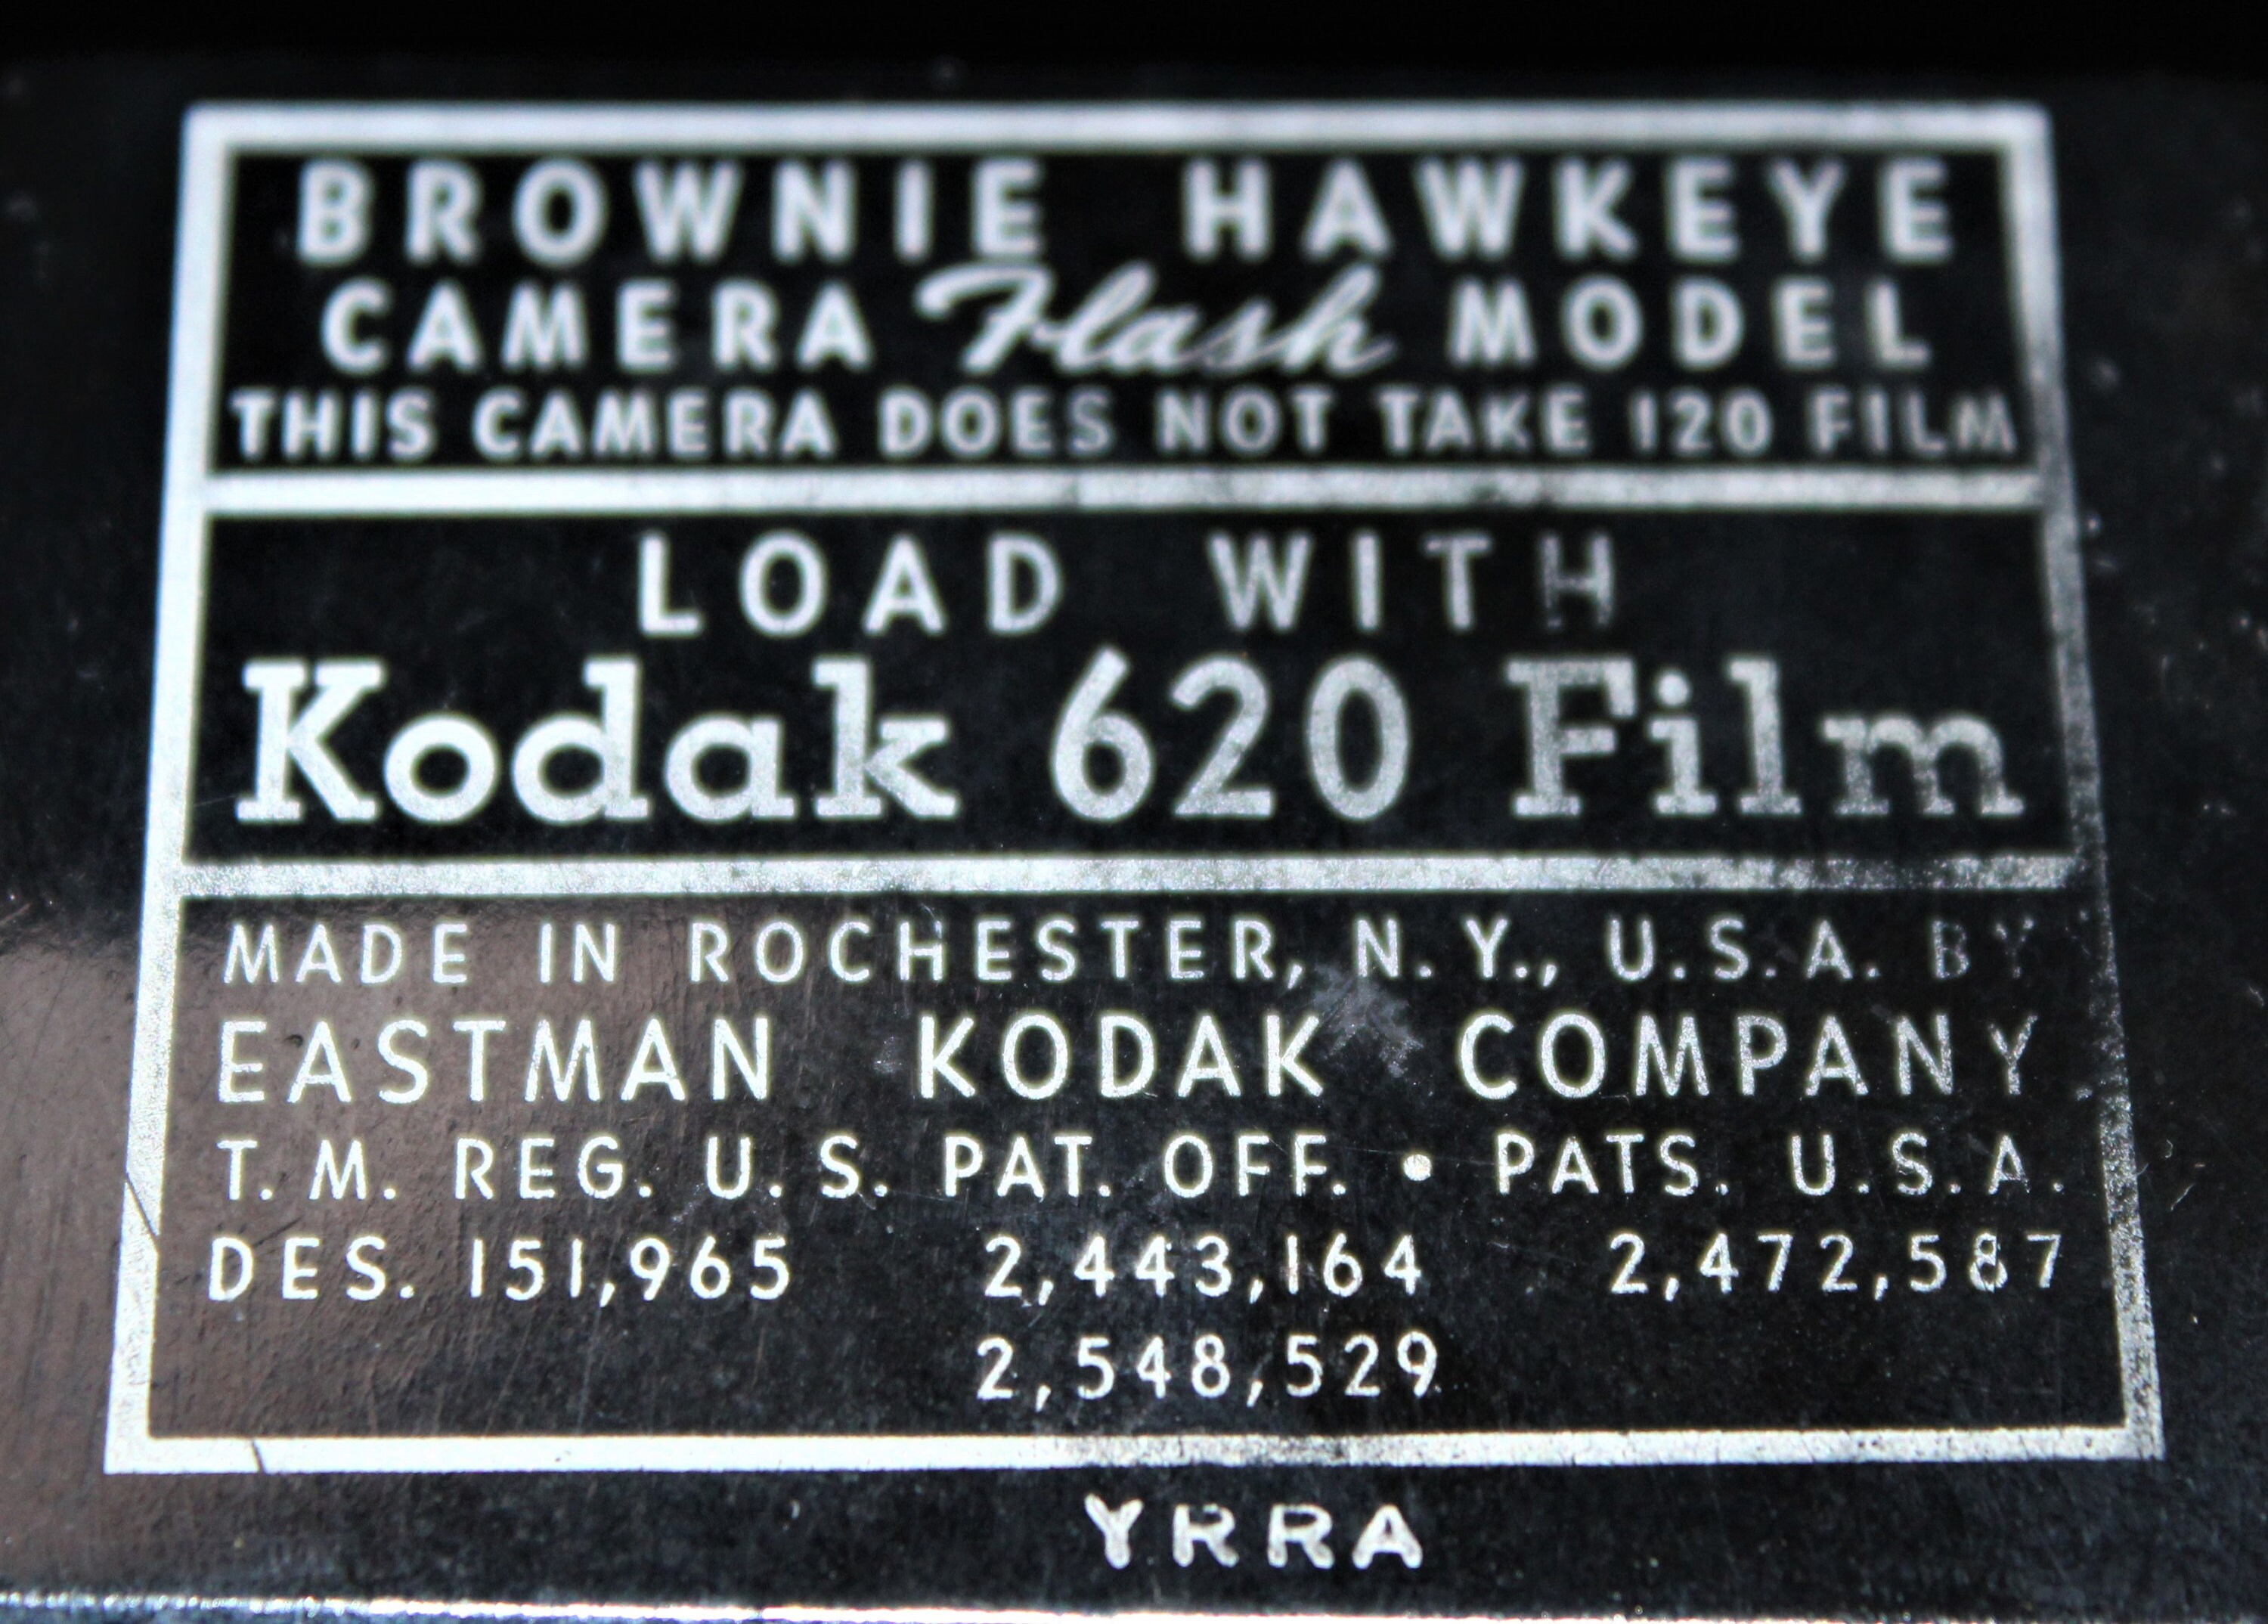 BROWNIE HAWKEYE
CAMERA Flash MODEL
THIS CAMERA DOES NOT TAKE 120 FILM
LOAD WITH
Kodak 620 Film
MADE IN ROCHESTER, N.Y., U.S.A. BY
EASTMAN KODAK COMPANY
T.M. REG. U.S. PAT. OFF. • PATS. U.S.A.
DES. 151,965 2,443,164 2,472,587
2,548,529
YRRA